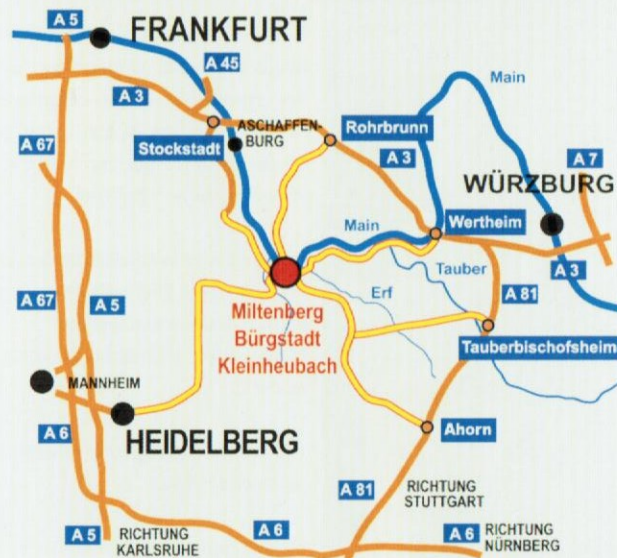 A 5
FRANKFURT
A 45
Main
A 3
ASCHAFFEN-
BURG
Rohrbrunn
A 67
Stockstadt
A 3
A 7
WÜRZBURG
Main
Wertheim
Tauber
A 3
A 67
A 5
Erf
A 81
Miltenberg
Bürgstadt
Kleinheubach
Tauberbischofsheim
MANNHEIM
HEIDELBERG
A 6
Ahorn
A 81
RICHTUNG
STUTTGART
A 5
RICHTUNG
KARLSRUHE
A 6
A 6
RICHTUNG
NÜRNBERG